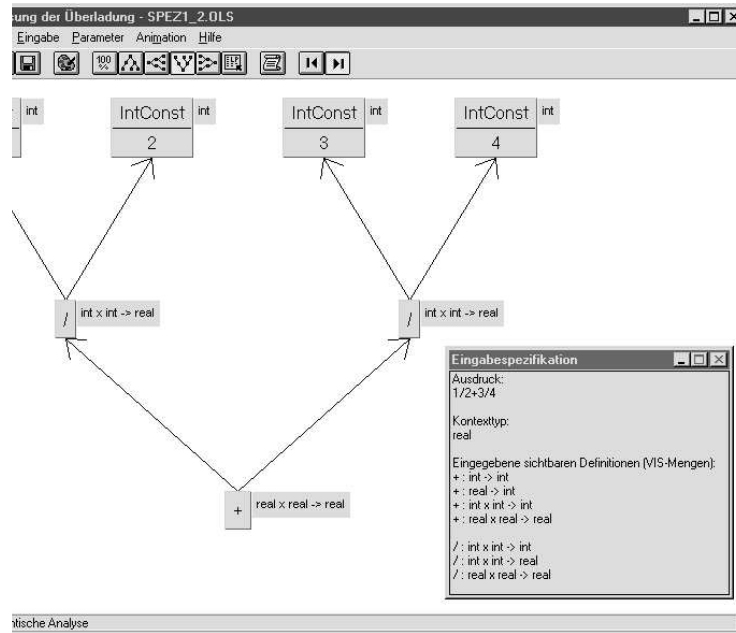 sung der Überladung - SPEZ1_2.OLS
Eingabe Parameter Animation Hilfe
100 %
int
IntConst int
2
IntConst int
3
IntConst int
4
/ int x int -> real
/ int x int -> real
+ real x real -> real
Eingabespezifikation
Ausdruck:
1/2+3/4
Kontexttyp:
real
Eingegebene sichtbaren Definitionen (VIS-Mengen):
+ : int -> int
+ : real -> int
+ : int x int -> int
+ : real x real -> real
/ : int x int -> int
/ : int x int -> real
/ : real x real -> real
ntische Analyse